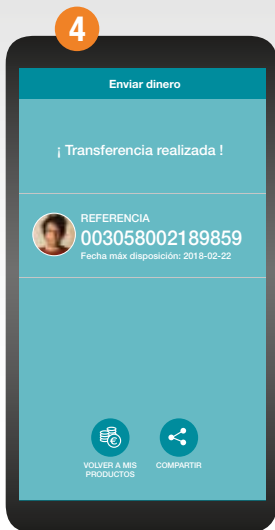 4
Enviar dinero
¡ Transferencia realizada !
REFERENCIA
003058002189859
Fecha máx disposición: 2018-02-22
VOLVER A MIS
PRODUCTOS
COMPARTIR